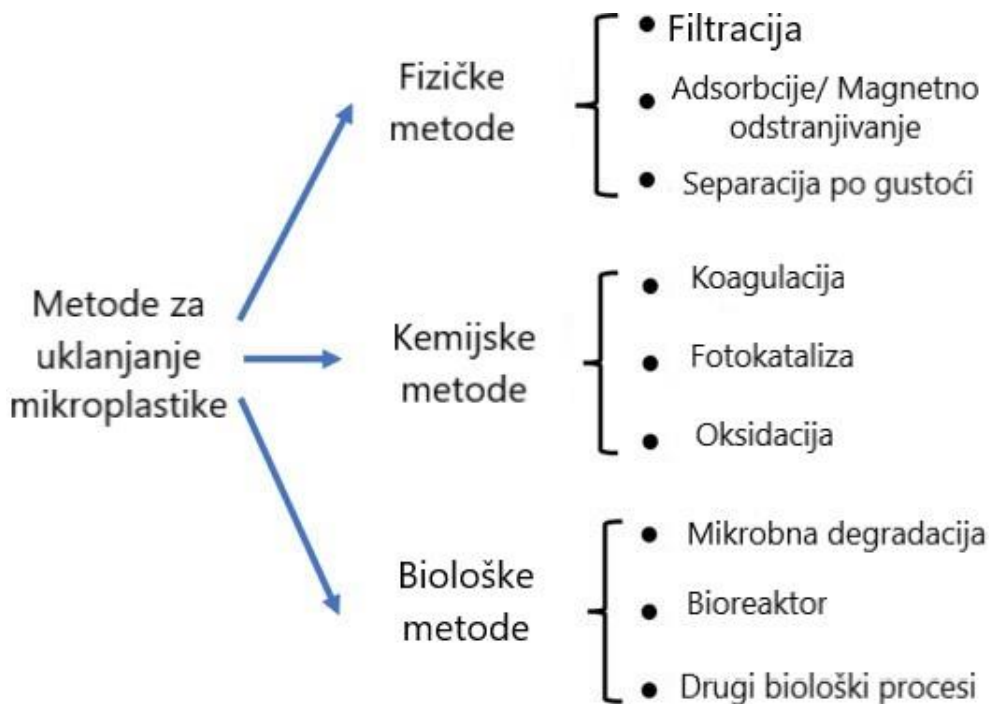 Metode za
uklanjanje
mikroplastike
Fizičke
metode
• Filtracija
• Adsorbcije/ Magnetno
odstranjivanje
• Separacija po gustoći
Kemijske
metode
• Koagulacija
• Fotokataliza
• Oksidacija
Biološke
metode
• Mikrobna degradacija
• Bioreaktor
• Drugi biološki procesi